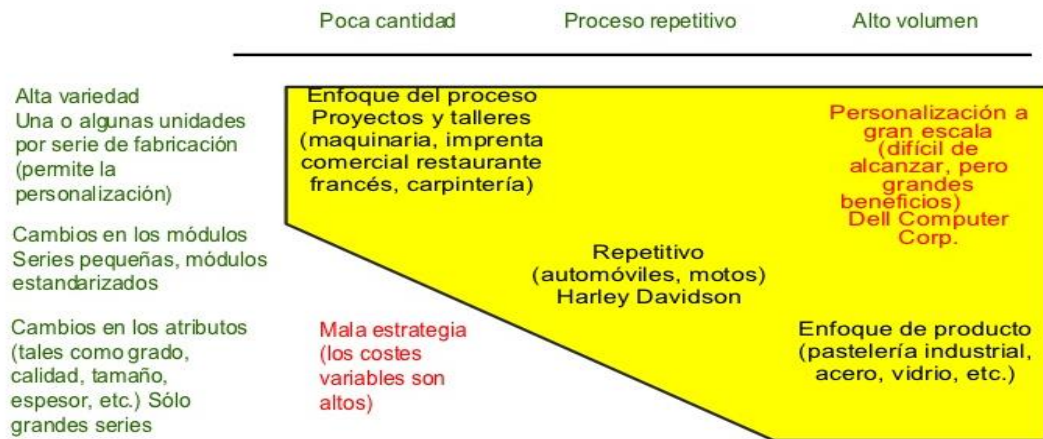 Poca cantidad
Proceso repetitivo
Alto volumen
Alta variedad
Una o algunas unidades
por serie de fabricación
(permite la
personalización)
Enfoque del proceso
Proyectos y talleres
(maquinaria, imprenta
comercial restaurante
francés, carpintería)
Personalización a
gran escala
(difícil de
alcanzar, pero
grandes
beneficios)
Dell Computer
Corp.
Cambios en los módulos
Series pequeñas, módulos
estandarizados
Repetitivo
(automóviles, motos)
Harley Davidson
Cambios en los atributos
(tales como grado,
calidad, tamaño,
espesor, etc.) Sólo
grandes series
Mala estrategia
(los costes
variables son
altos)
Enfoque de producto
(pastelería industrial,
acero, vidrio, etc.)